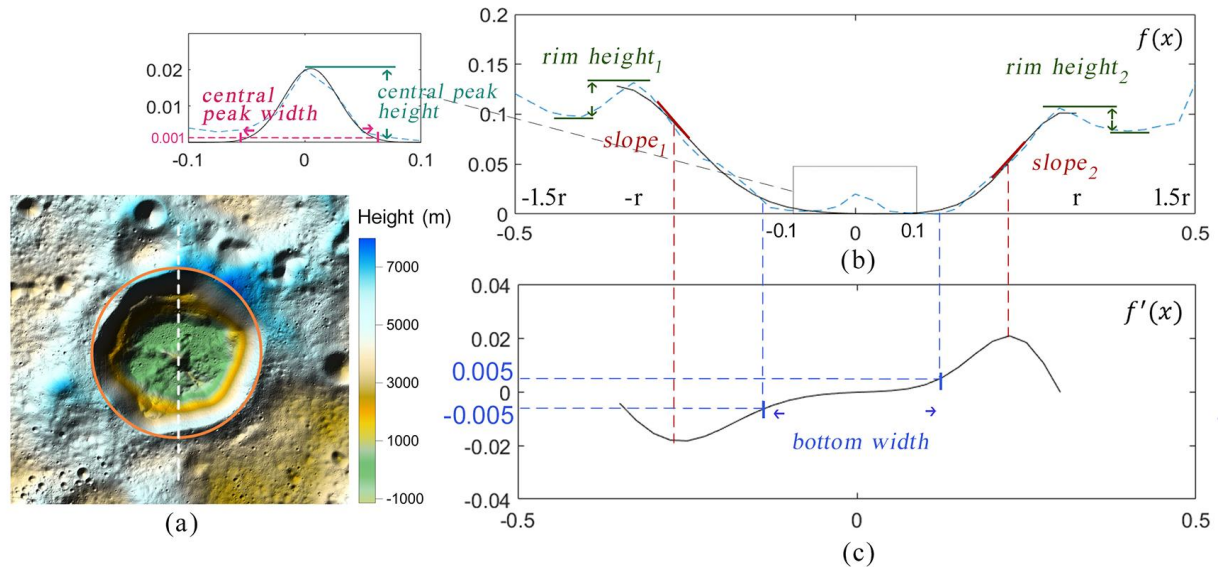 0.02
0.01
0.001
central
peak width
central peak
height
-0.1
0
0.1
0.2
0.15
0.1
0.05
0
f(x)
rim height1
rim height2
slope1
slope2
-1.5r
-r
r
1.5r
-0.5
-0.1
0
0.1
0.5
(b)
Height (m)
7000
5000
3000
1000
-1000
(a)
0.04
0.02
0.005
0
-0.005
-0.02
-0.04
f'(x)
bottom width
-0.5
0
0.5
(c)